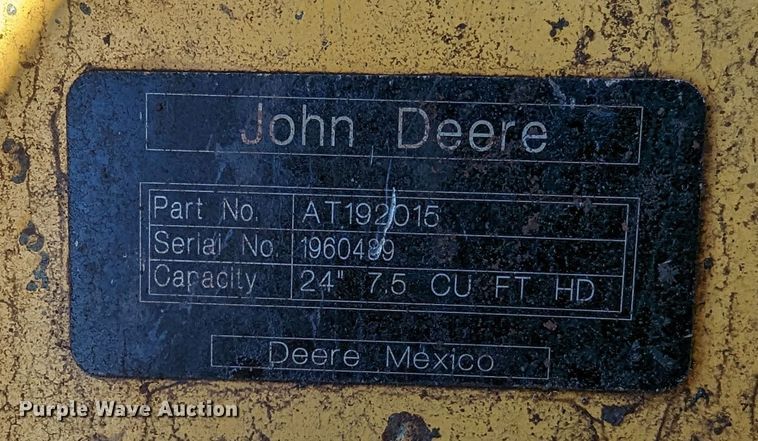 John Deere
Part No. AT192015
Serial No. 1960489
Capacity 24" 7.5 CU FT HD
Deere Mexico
Purple Wave Auction